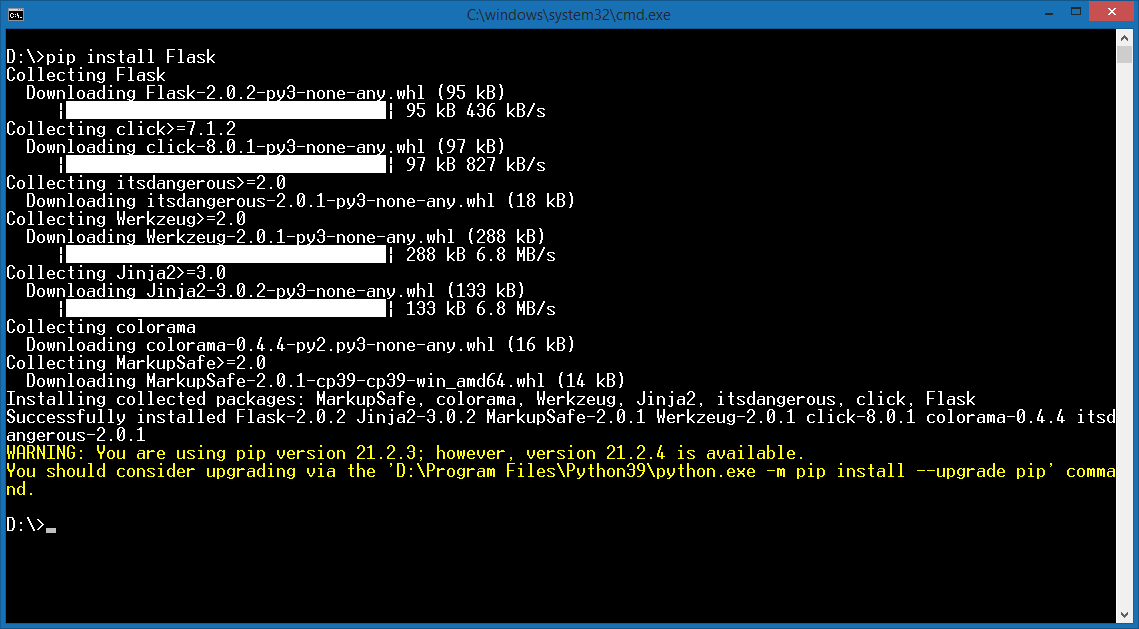 C:\windows\system32\cmd.exe
D:\>pip install Flask
Collecting Flask
  Downloading Flask-2.0.2-py3-none-any.whl (95 kB)
     |████████████████████████████████| 95 kB 436 kB/s
Collecting click>=7.1.2
  Downloading click-8.0.1-py3-none-any.whl (97 kB)
     |████████████████████████████████| 97 kB 827 kB/s
Collecting itsdangerous>=2.0
  Downloading itsdangerous-2.0.1-py3-none-any.whl (18 kB)
Collecting Werkzeug>=2.0
  Downloading Werkzeug-2.0.1-py3-none-any.whl (288 kB)
     |████████████████████████████████| 288 kB 6.8 MB/s
Collecting Jinja2>=3.0
  Downloading Jinja2-3.0.2-py3-none-any.whl (133 kB)
     |████████████████████████████████| 133 kB 6.8 MB/s
Collecting colorama
  Downloading colorama-0.4.4-py2.py3-none-any.whl (16 kB)
Collecting MarkupSafe>=2.0
  Downloading MarkupSafe-2.0.1-cp39-cp39-win_amd64.whl (14 kB)
Installing collected packages: MarkupSafe, colorama, Werkzeug, Jinja2, itsdangerous, click, Flask
Successfully installed Flask-2.0.2 Jinja2-3.0.2 MarkupSafe-2.0.1 Werkzeug-2.0.1 click-8.0.1 colorama-0.4.4 itsd
angerous-2.0.1
WARNING: You are using pip version 21.2.3; however, version 21.2.4 is available.
You should consider upgrading via the 'D:\Program Files\Python39\python.exe -m pip install --upgrade pip' comma
nd.
D:\>